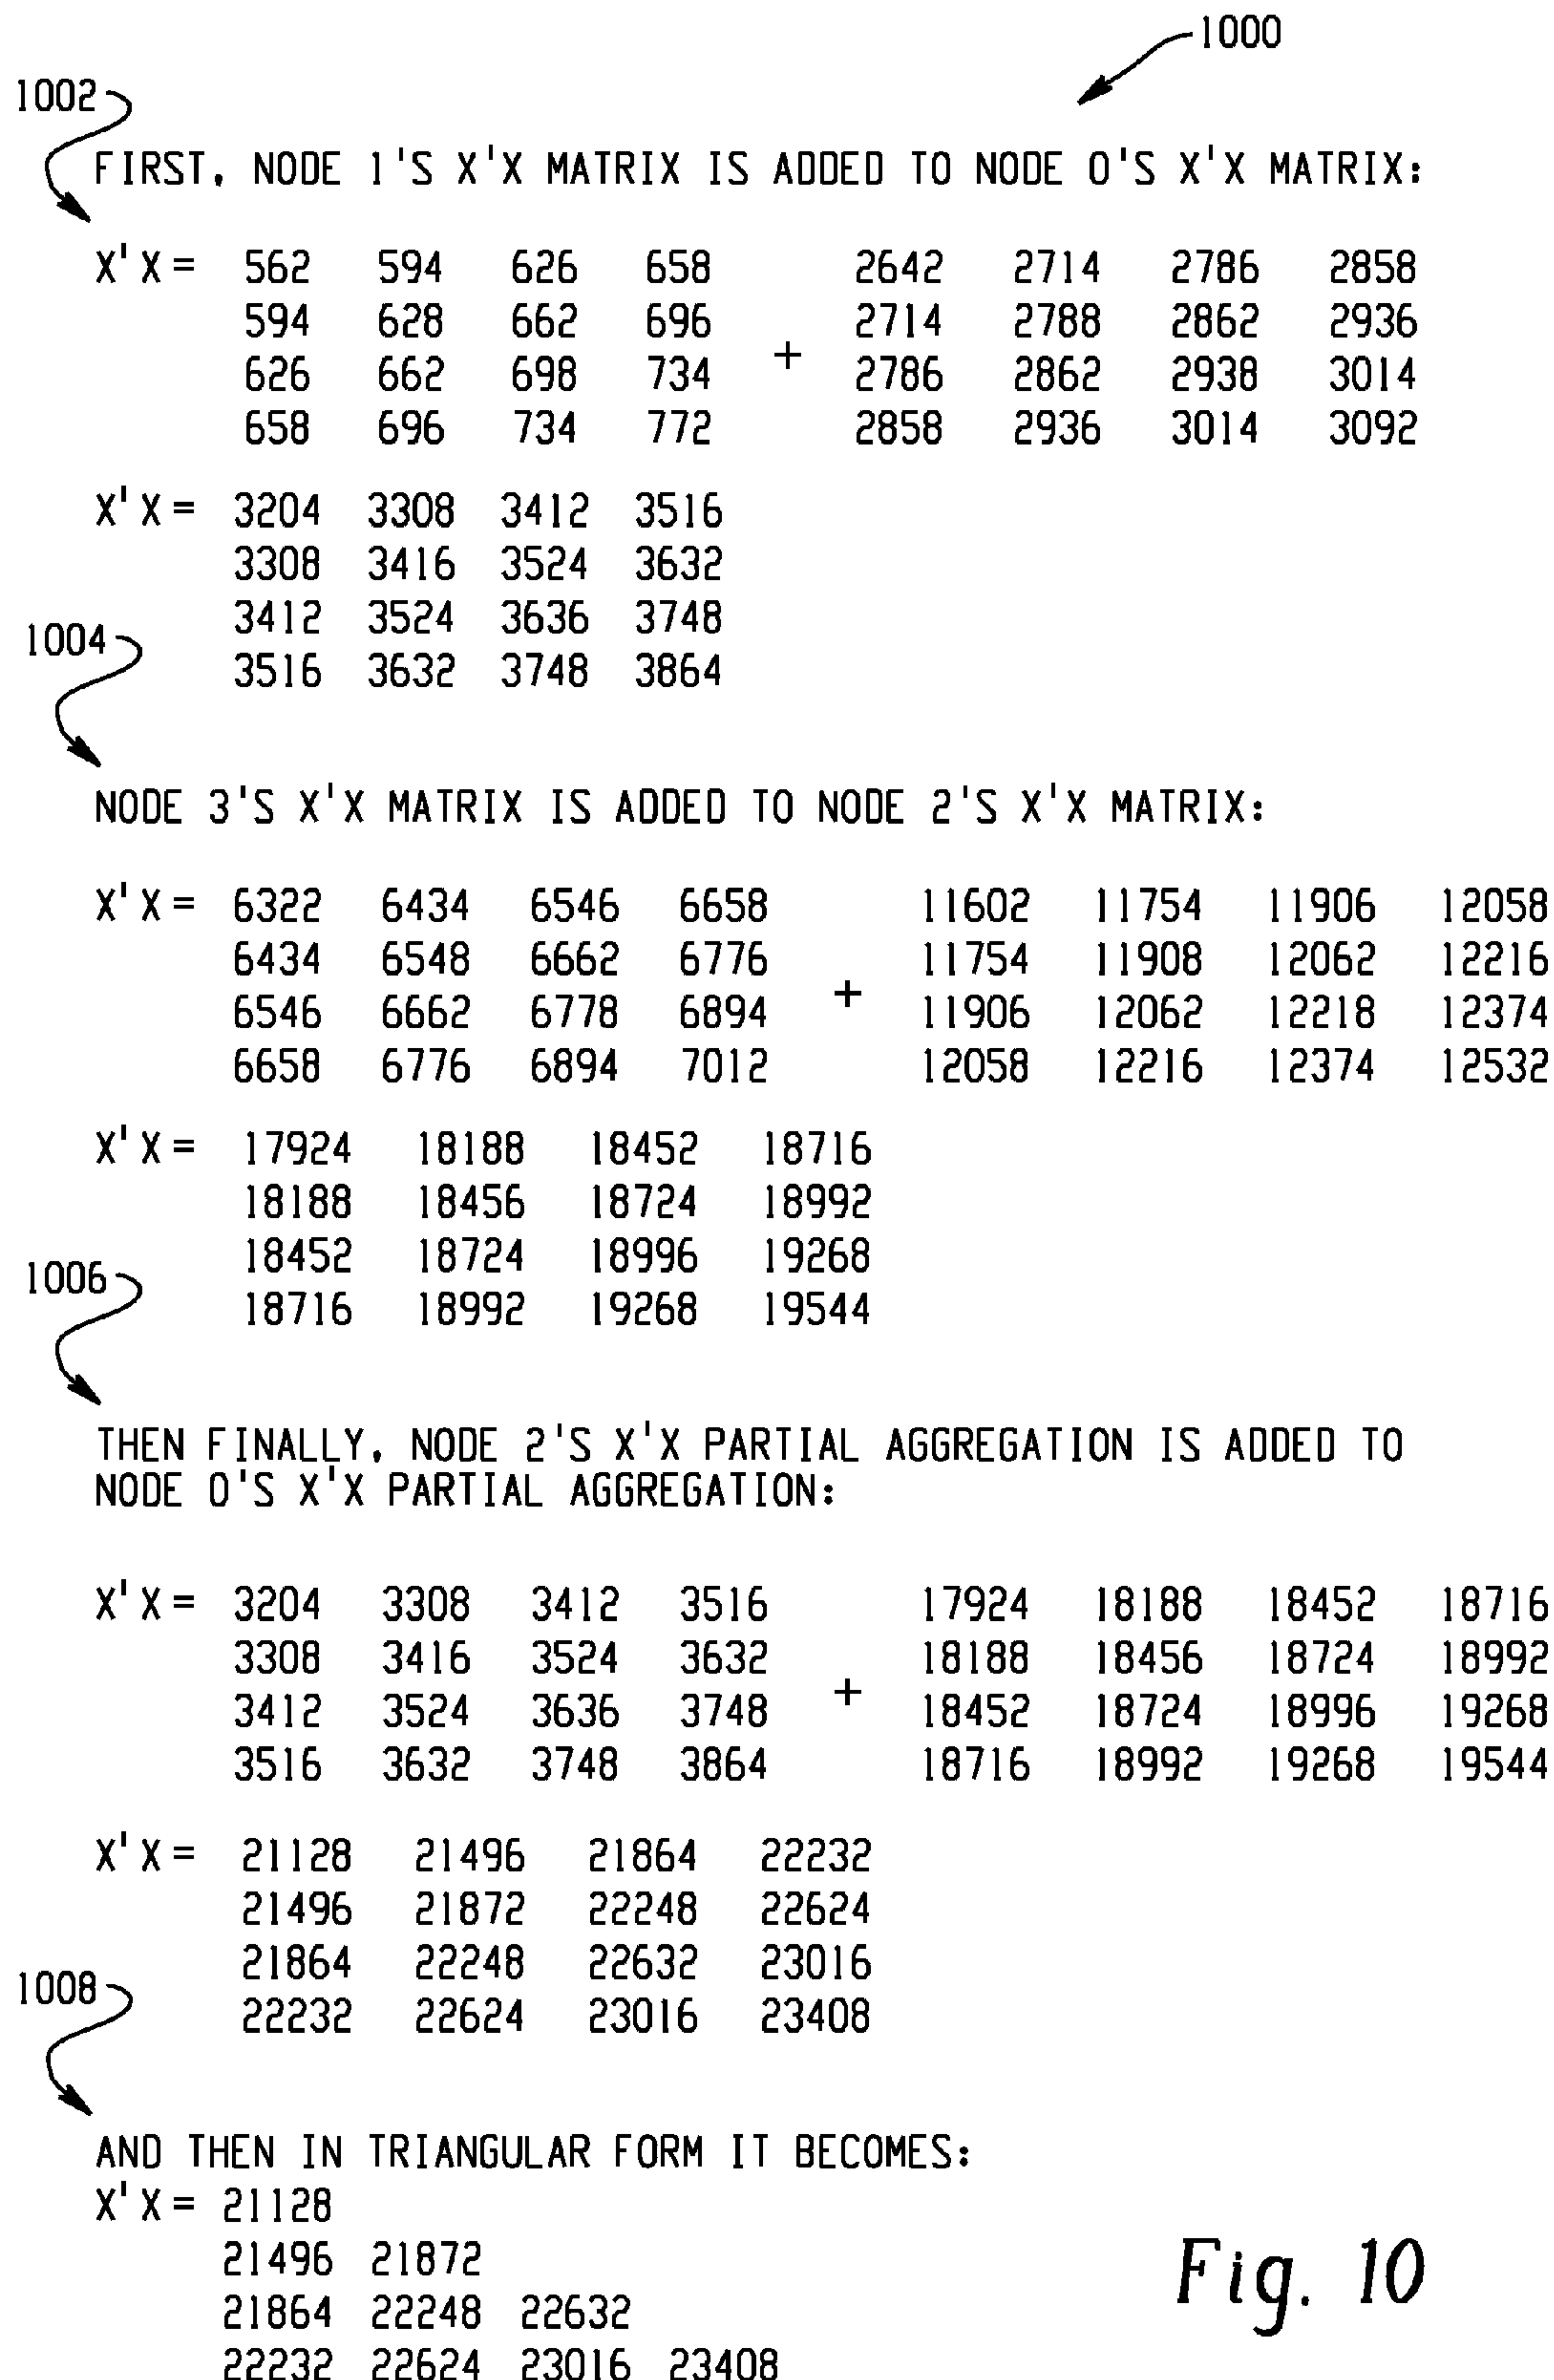 1000
1002
FIRST, NODE 1'S X'X MATRIX IS ADDED TO NODE 0'S X'X MATRIX:
X'X = 562 594 626 658 2642 2714 2786 2858
594 628 662 696 2714 2788 2862 2936
626 662 698 734 + 2786 2862 2938 3014
658 696 734 772 2858 2936 3014 3092
X'X = 3204 3308 3412 3516
3308 3416 3524 3632
3412 3524 3636 3748
1004
3516 3632 3748 3864
NODE 3'S X'X MATRIX IS ADDED TO NODE 2'S X'X MATRIX:
X'X = 6322 6434 6546 6658 11602 11754 11906 12058
6434 6548 6662 6776 11754 11908 12062 12216
6546 6662 6778 6894 + 11906 12062 12218 12374
6658 6776 6894 7012 12058 12216 12374 12532
X'X = 17924 18188 18452 18716
18188 18456 18724 18992
18452 18724 18996 19268
1006
18716 18992 19268 19544
THEN FINALLY, NODE 2'S X'X PARTIAL AGGREGATION IS ADDED TO
NODE 0'S X'X PARTIAL AGGREGATION:
X'X = 3204 3308 3412 3516 17924 18188 18452 18716
3308 3416 3524 3632 18188 18456 18724 18992
3412 3524 3636 3748 + 18452 18724 18996 19268
3516 3632 3748 3864 18716 18992 19268 19544
X'X = 21128 21496 21864 22232
21496 21872 22248 22624
21864 22248 22632 23016
1008
22232 22624 23016 23408
AND THEN IN TRIANGULAR FORM IT BECOMES:
X'X = 21128
21496 21872
21864 22248 22632
22232 22624 23016 23408
Fig. 10